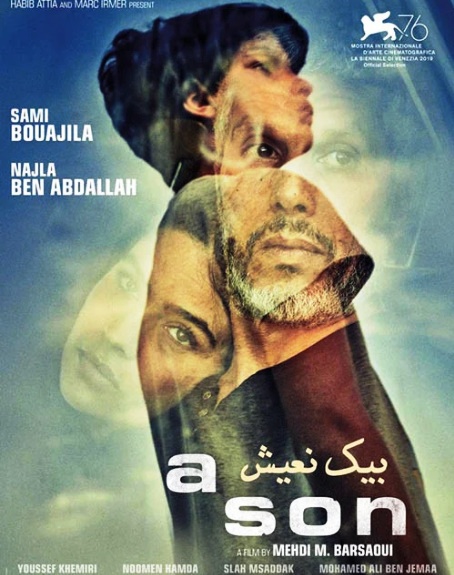 HABIB ATTIA AND MARC IRMER PRESENT
76
MOSTRA INTERNAZIONALE
D'ARTE CINEMATOGRAFICA
LA BIENNALE DI VENEZIA 2019
Official Selection
SAMI
BOUAJILA
NAJLA
BEN ABDALLAH
بيك نعيش
a
son
A FILM BY MEHDI M. BARSAOUI
YOUSSEF KHEMIRI NOOMEN HAMDA SLAH MSADDAK MOHAMED ALI BEN JEMAA